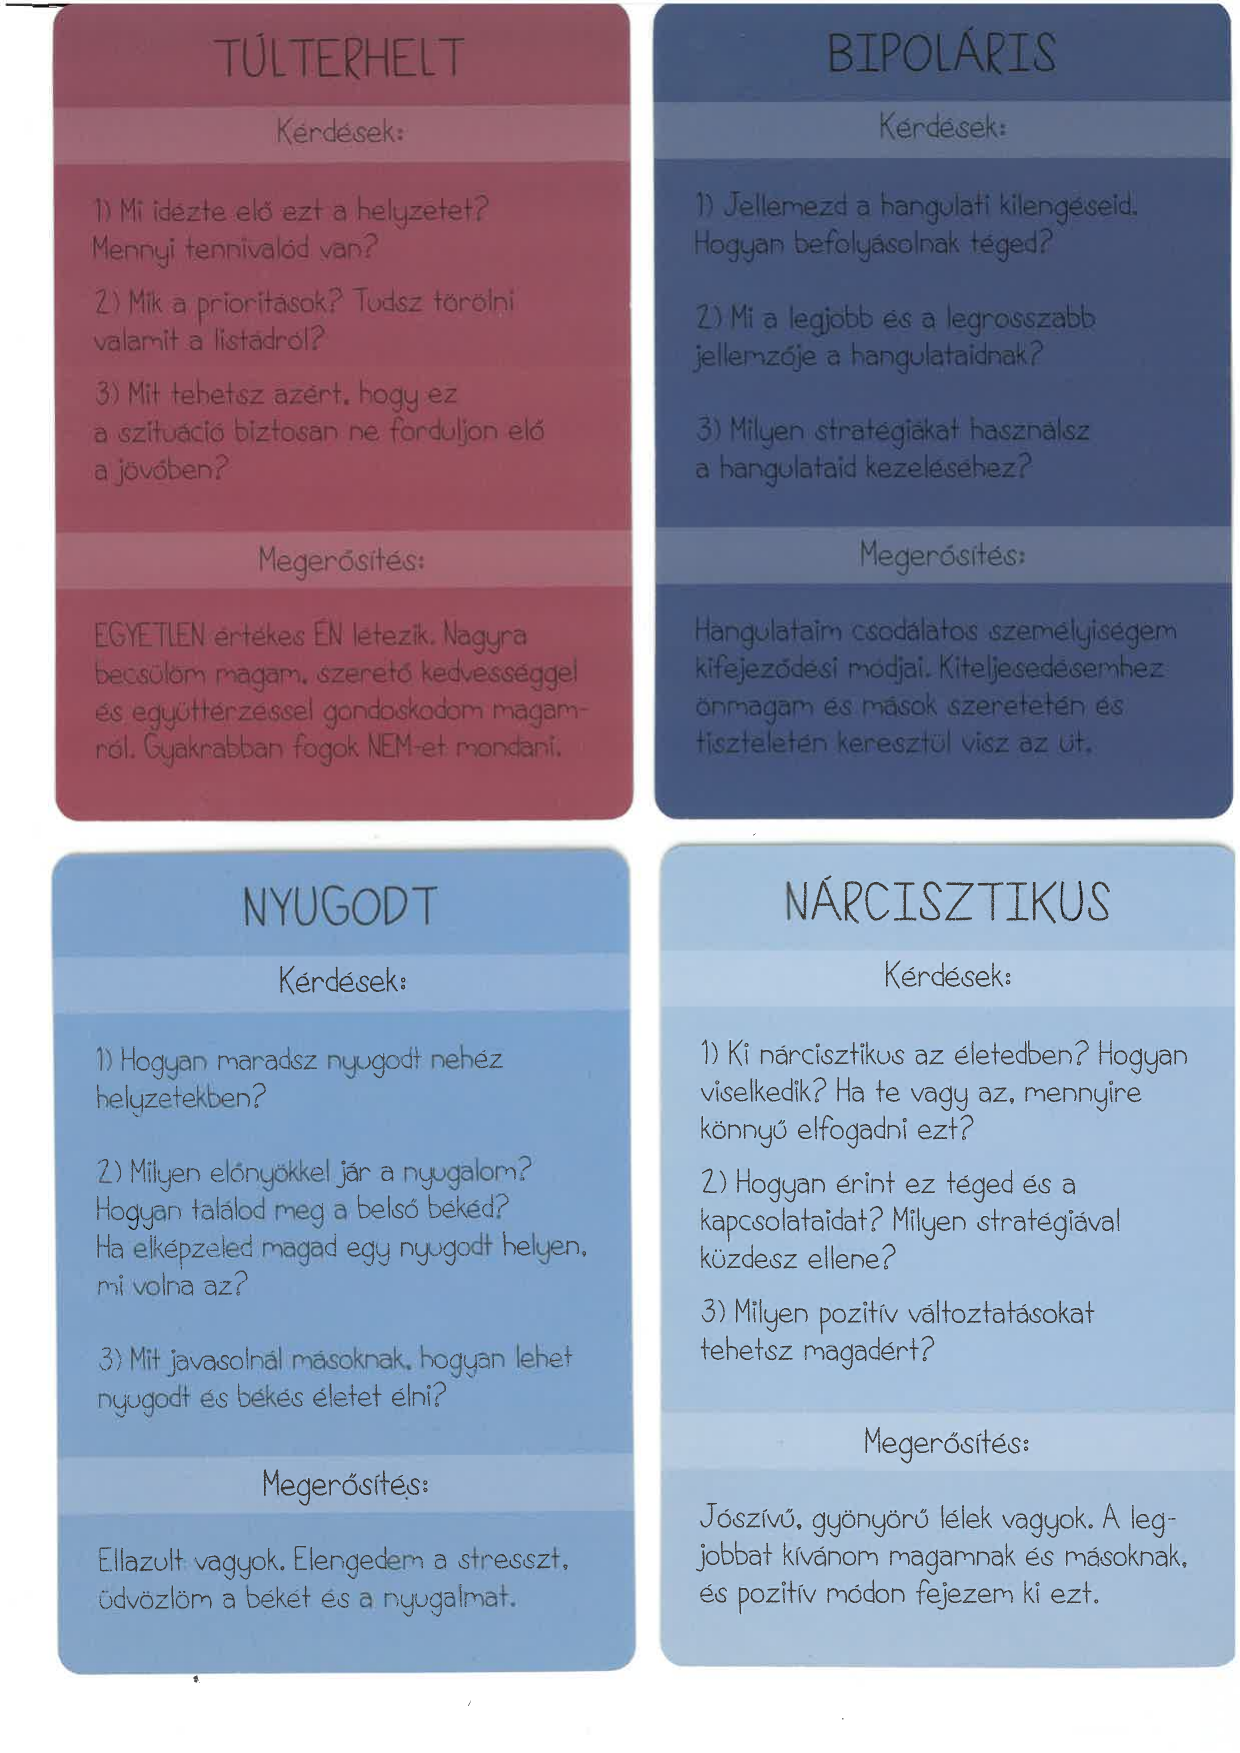 TÚLTERHELT
Kérdések:
1) Mi idézte elő ezt a helyzetet?
Mennyi tennivalód van?
2) Mik a prioritások? Tudsz törölni
valamit a listádról?
3) Mit tehetsz azért, hogy ez
a szituáció biztosan ne forduljon elő
a jövőben?
Megerősítés:
EGYETLEN értékes ÉN létezik. Nagyra
becsülöm magam, szerető kedvességgel
és együttérzéssel gondoskodom magam-
ról. Gyakrabban fogok NEM-et mondani.
BIPOLÁRIS
Kérdések:
1) Jellemezd a hangulati kilengéseid.
Hogyan befolyásolnak téged?
2) Mi a legjobb és a legrosszabb
jellemzője a hangulataidnak?
3) Milyen stratégiákat használsz
a hangulataid kezeléséhez?
Megerősítés:
Hangulataim csodálatos személyiségem
kifejeződési módjai. Kiteljesedésemhez
önmagam és mások szeretetén és
tiszteletén keresztül visz az út.
NYUGODT
Kérdések:
1) Hogyan maradsz nyugodt nehéz
helyzetekben?
2) Milyen előnyökkel jár a nyugalom?
Hogyan találod meg a belső békéd?
Ha elképzeled magad egy nyugodt helyen,
mi volna az?
3) Mit javasolnál másoknak, hogyan lehet
nyugodt és békés életet élni?
Megerősítés:
Ellazult vagyok. Elengedem a stresszt,
üdvözlöm a békét és a nyugalmat.
NÁRCISZTIKUS
Kérdések:
1) Ki nárcisztikus az életedben? Hogyan
viselkedik? Ha te vagy az, mennyire
könnyű elfogadni ezt?
2) Hogyan érint ez téged és a
kapcsolataidat? Milyen stratégiával
küzdesz ellene?
3) Milyen pozitív változtatásokat
tehetsz magadért?
Megerősítés:
Jószívű, gyönyörű lélek vagyok. A leg-
jobbat kívánom magamnak és másoknak,
és pozitív módon fejezem ki ezt.